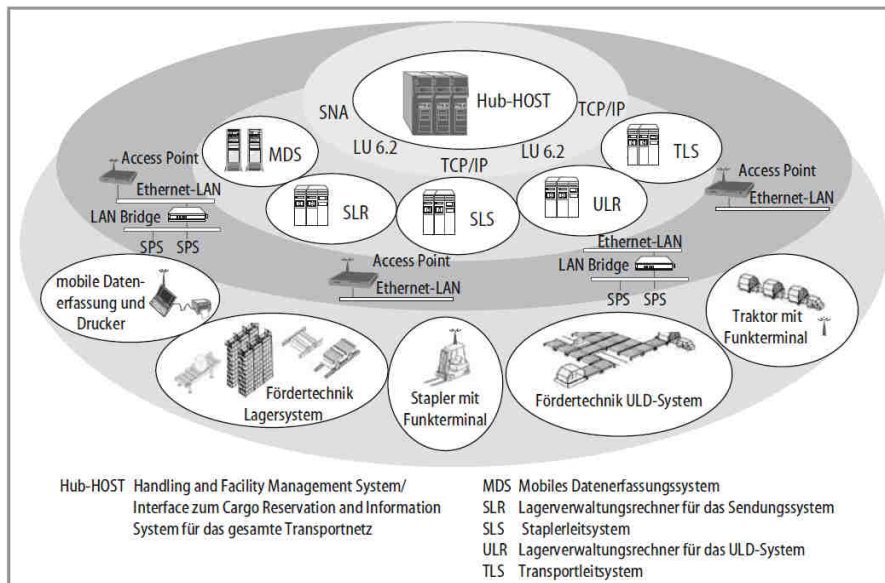 Hub-HOST
SNA
TCP/IP
LU 6.2
LU 6.2
TCP/IP
MDS
TLS
SLR
SLS
ULR
Access Point
Ethernet-LAN
LAN Bridge
SPS SPS
Access Point
Ethernet-LAN
Access Point
Ethernet-LAN
Ethernet-LAN
LAN Bridge
SPS SPS
mobile Daten-
erfassung und
Drucker
Fördertechnik
Lagersystem
Stapler mit
Funkterminal
Fördertechnik ULD-System
Traktor mit
Funkterminal
Hub-HOST Handling and Facility Management System/
Interface zum Cargo Reservation and Information
System für das gesamte Transportnetz
MDS Mobiles Datenerfassungssystem
SLR Lagerverwaltungsrechner für das Sendungssystem
SLS Staplerleitsystem
ULR Lagerverwaltungsrechner für das ULD-System
TLS Transportleitsystem